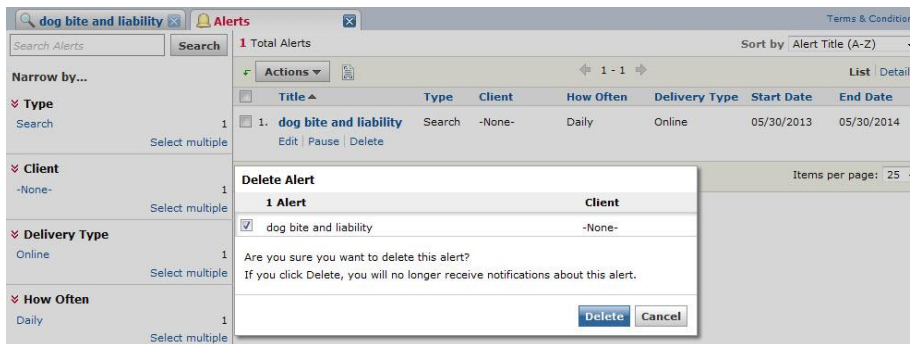 dog bite and liability
Alerts
Terms & Condition
Search Alerts
Search
1 Total Alerts
Sort by Alert Title (A-Z)
Narrow by...
Actions
1 - 1
List Detail
Title Type Client How Often Delivery Type Start Date End Date
Type
Search 1
Select multiple
1. dog bite and liability Search -None- Daily Online 05/30/2013 05/30/2014
Edit Pause Delete
Client
-None- 1
Select multiple
Items per page: 25
Delete Alert
1 Alert Client
dog bite and liability -None-
Are you sure you want to delete this alert?
If you click Delete, you will no longer receive notifications about this alert.
Delete Cancel
Delivery Type
Online 1
Select multiple
How Often
Daily 1
Select multiple